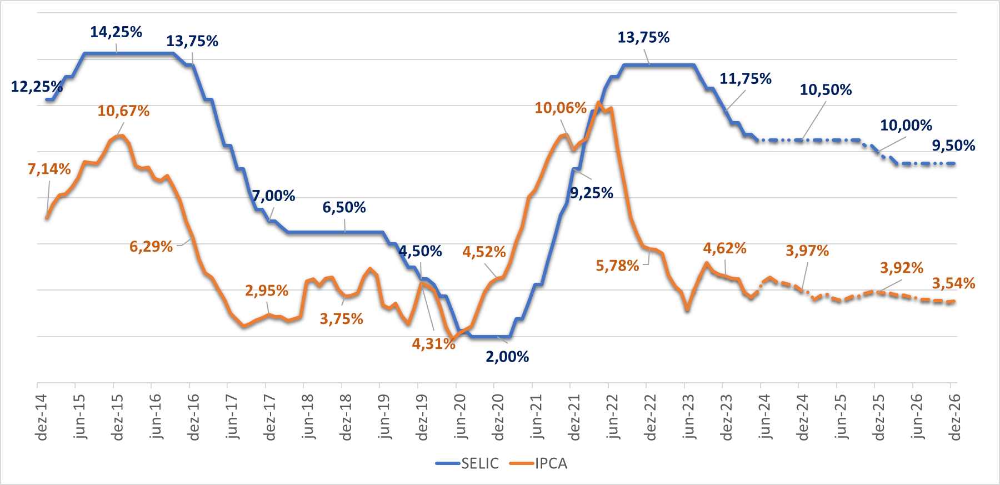 14,25%
13,75%
13,75%
12,25%
11,75%
10,50%
10,67%
10,06%
10,00%
9,50%
7,14%
7,00%
9,25%
6,50%
6,29%
4,50%
4,52%
5,78%
4,62%
3,97%
3,92%
3,54%
2,95%
3,75%
4,31%
2,00%
dez-14
jun-15
dez-15
jun-16
dez-16
jun-17
dez-17
jun-18
dez-18
jun-19
dez-19
jun-20
dez-20
jun-21
dez-21
jun-22
dez-22
jun-23
dez-23
jun-24
dez-24
jun-25
dez-25
jun-26
dez-26
SELIC
IPCA